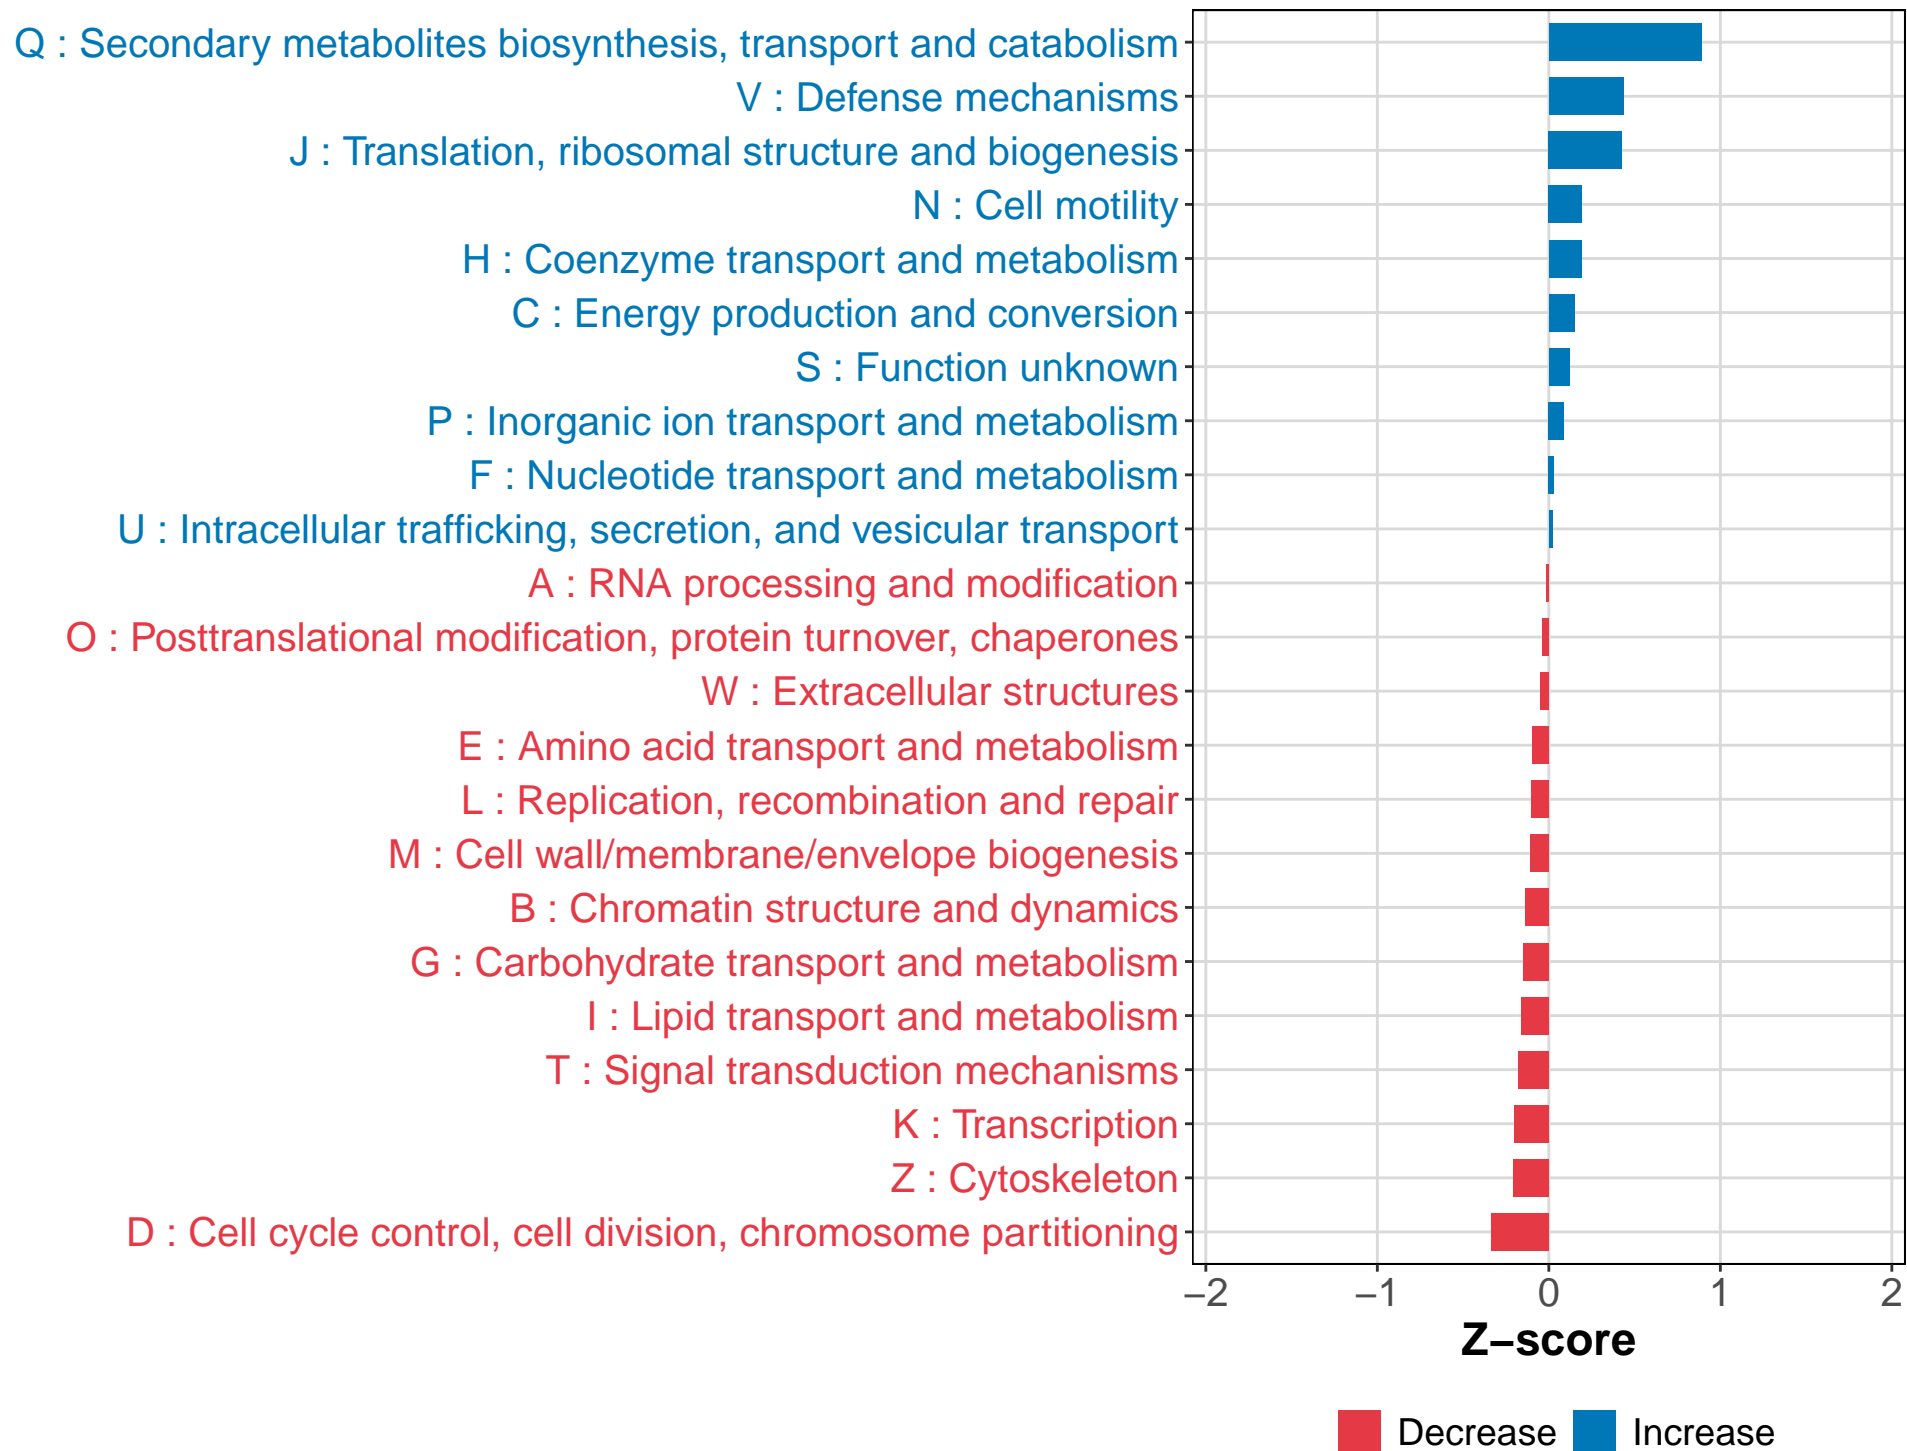 Q : Secondary metabolites biosynthesis, transport and catabolism
V : Defense mechanisms
J : Translation, ribosomal structure and biogenesis
N : Cell motility
H : Coenzyme transport and metabolism
C : Energy production and conversion
S : Function unknown
P : Inorganic ion transport and metabolism
F : Nucleotide transport and metabolism
U : Intracellular trafficking, secretion, and vesicular transport
A : RNA processing and modification
O : Posttranslational modification, protein turnover, chaperones
W : Extracellular structures
E : Amino acid transport and metabolism
L : Replication, recombination and repair
M : Cell wall/membrane/envelope biogenesis
B : Chromatin structure and dynamics
G : Carbohydrate transport and metabolism
I : Lipid transport and metabolism
T : Signal transduction mechanisms
K : Transcription
Z : Cytoskeleton
D : Cell cycle control, cell division, chromosome partitioning
−2 −1 0 1 2
Z−score
Decrease Increase